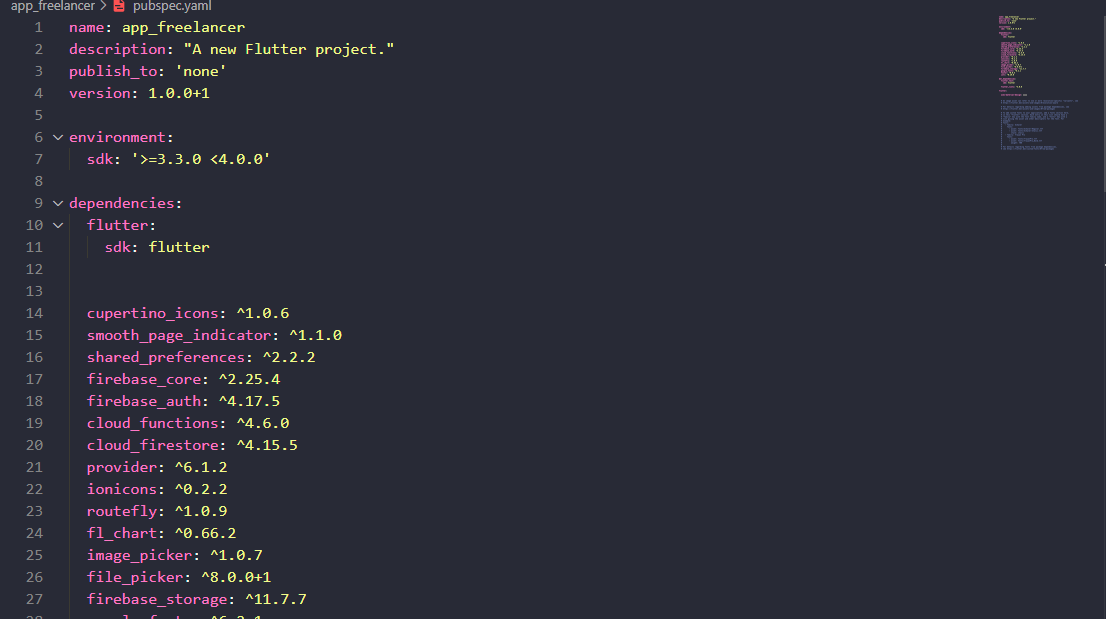 app_freelancer > pubspec.yaml
1 name: app_freelancer
2 description: "A new Flutter project."
3 publish_to: 'none'
4 version: 1.0.0+1
5
6 environment:
7 sdk: '>=3.3.0 <4.0.0'
8
9 dependencies:
10 flutter:
11 sdk: flutter
12
13
14 cupertino_icons: ^1.0.6
15 smooth_page_indicator: ^1.1.0
16 shared_preferences: ^2.2.2
17 firebase_core: ^2.25.4
18 firebase_auth: ^4.17.5
19 cloud_functions: ^4.6.0
20 cloud_firestore: ^4.15.5
21 provider: ^6.1.2
22 ionicons: ^0.2.2
23 routefly: ^1.0.9
24 fl_chart: ^0.66.2
25 image_picker: ^1.0.7
26 file_picker: ^8.0.0+1
27 firebase_storage: ^11.7.7